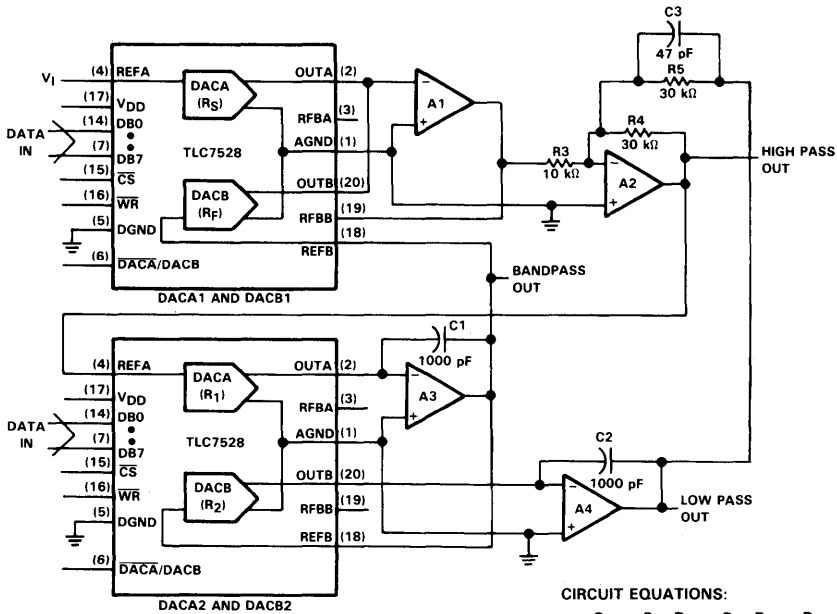 C3
47 pF
R5
30 kΩ
(4) REFA
OUTA (2)
VI
DACA
(RS)
A1
(17) VDD
RFBA (3)
(14) DB0
DATA
IN
AGND (1)
R4
30 kΩ
R3
10 kΩ
HIGH PASS
OUT
(7) DB7
TLC7528
A2
(15) CS
OUTB (20)
(16) WR
DACB
(RF)
RFBB (19)
(5) DGND
(18)
REFB
(6) DACA/DACB
BANDPASS
OUT
DACA1 AND DACB1
C1
1000 pF
(4) REFA
OUTA (2)
DACA
(R1)
A3
(17) VDD
RFBA (3)
(14) DB0
DATA
IN
AGND (1)
(7) DB7
TLC7528
C2
1000 pF
(15) CS
OUTB (20)
(16) WR
DACB
(R2)
RFBB (19)
A4
LOW PASS
OUT
(5) DGND
REFB (18)
(6) DACA/DACB
CIRCUIT EQUATIONS:
DACA2 AND DACB2